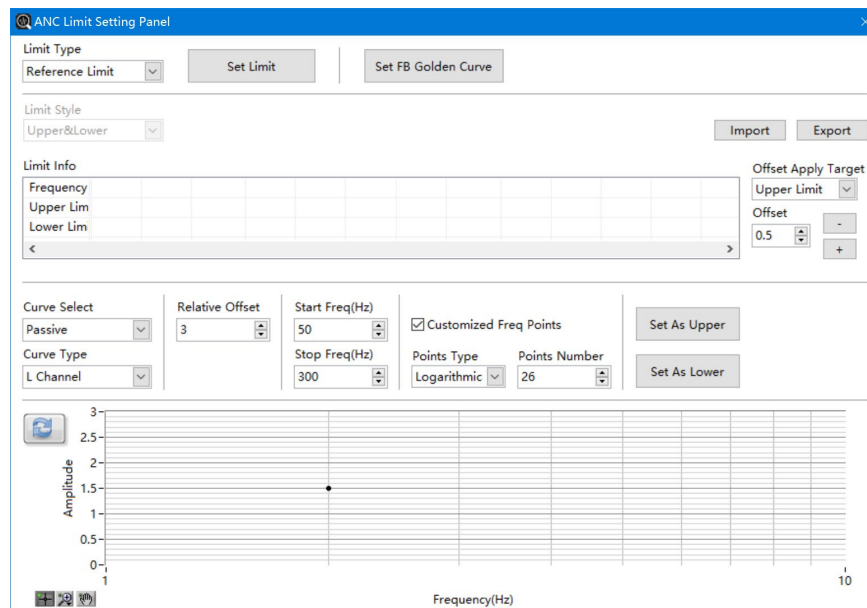 ANC Limit Setting Panel
Limit Type
Reference Limit
Set Limit
Set FB Golden Curve
Limit Style
Upper&Lower
Import
Export
Limit Info
Offset Apply Target
Frequency
Upper Lim
Lower Lim
Upper Limit
Offset
0.5
-
+
Curve Select
Relative Offset
Start Freq(Hz)
Passive
3
50
Customized Freq Points
Set As Upper
Curve Type
Stop Freq(Hz)
Points Type
Points Number
L Channel
300
Logarithmic
26
Set As Lower
3
2.5
2
1.5
1
0.5
0
Amplitude
1
10
Frequency(Hz)